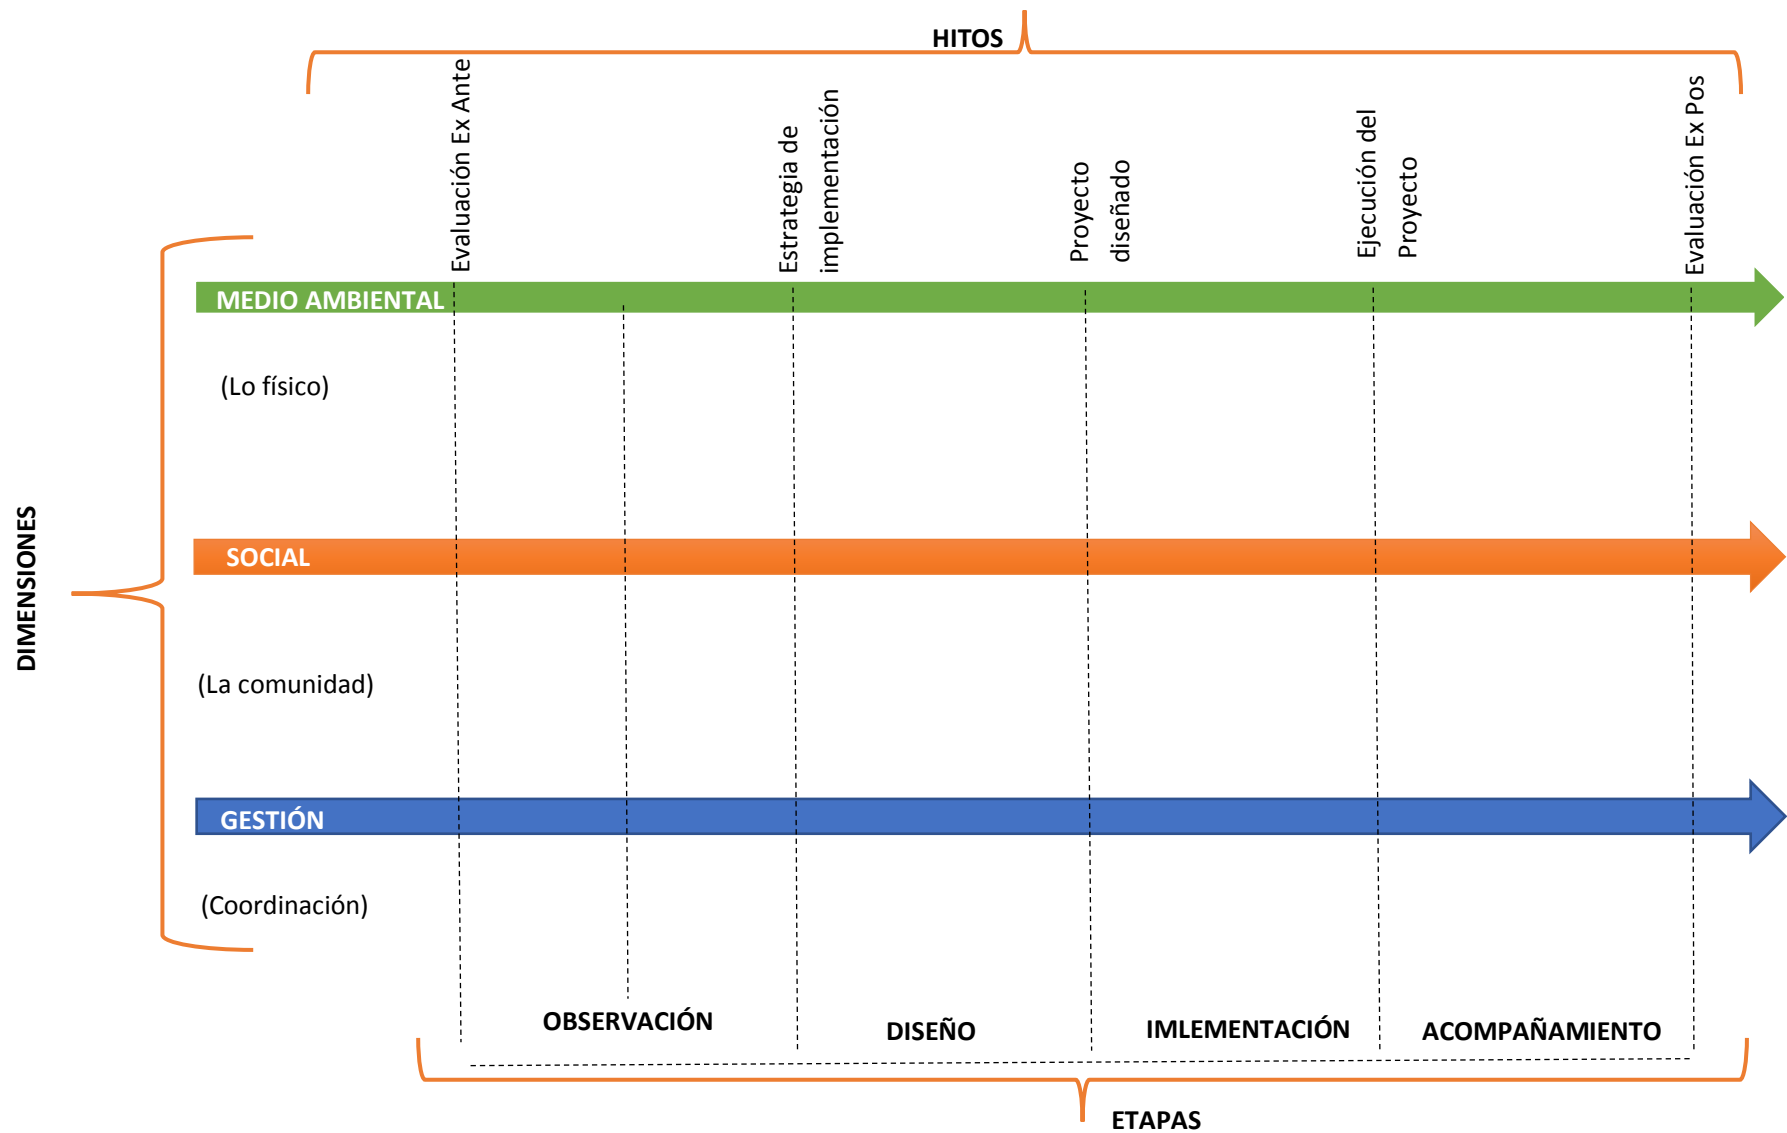 HITOS
Evaluación Ex Ante
Estrategia de
implementación
Proyecto
diseñado
Ejecución del
Proyecto
Evaluación Ex Pos
DIMENSIONES
MEDIO AMBIENTAL
(Lo físico)
SOCIAL
(La comunidad)
GESTIÓN
(Coordinación)
OBSERVACIÓN
DISEÑO
IMLEMENTACIÓN
ACOMPAÑAMIENTO
ETAPAS